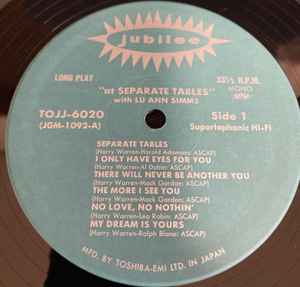 jubilee
LONG PLAY
33⅓ R.P.M.
MONO
"at SEPARATE TABLES"
with LU ANN SIMMS
TOJJ-6020
(JGM-1092-A)
Side 1
Supertophonic HI-FI
SEPARATE TABLES
(Harry Warren-Harold Adamson; ASCAP)
I ONLY HAVE EYES FOR YOU
(Harry Warren-Al Dubin; ASCAP)
THERE WILL NEVER BE ANOTHER YOU
(Harry Warren-Mack Gordon; ASCAP)
THE MORE I SEE YOU
(Harry Warren-Mack Gordon; ASCAP)
NO LOVE, NO NOTHIN'
(Harry Warren-Leo Robin; ASCAP)
MY DREAM IS YOURS
(Harry Warren-Ralph Blane; ASCAP)
MFD. BY TOSHIBA-EMI LTD. IN JAPAN